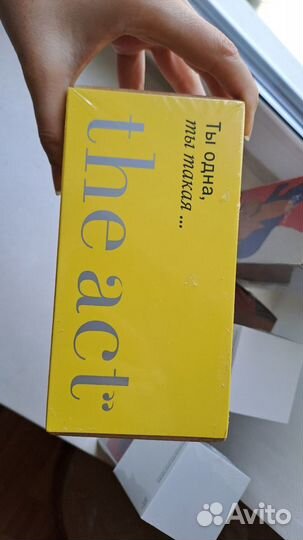 Ты одна,
ты такая...
the act”
Avito